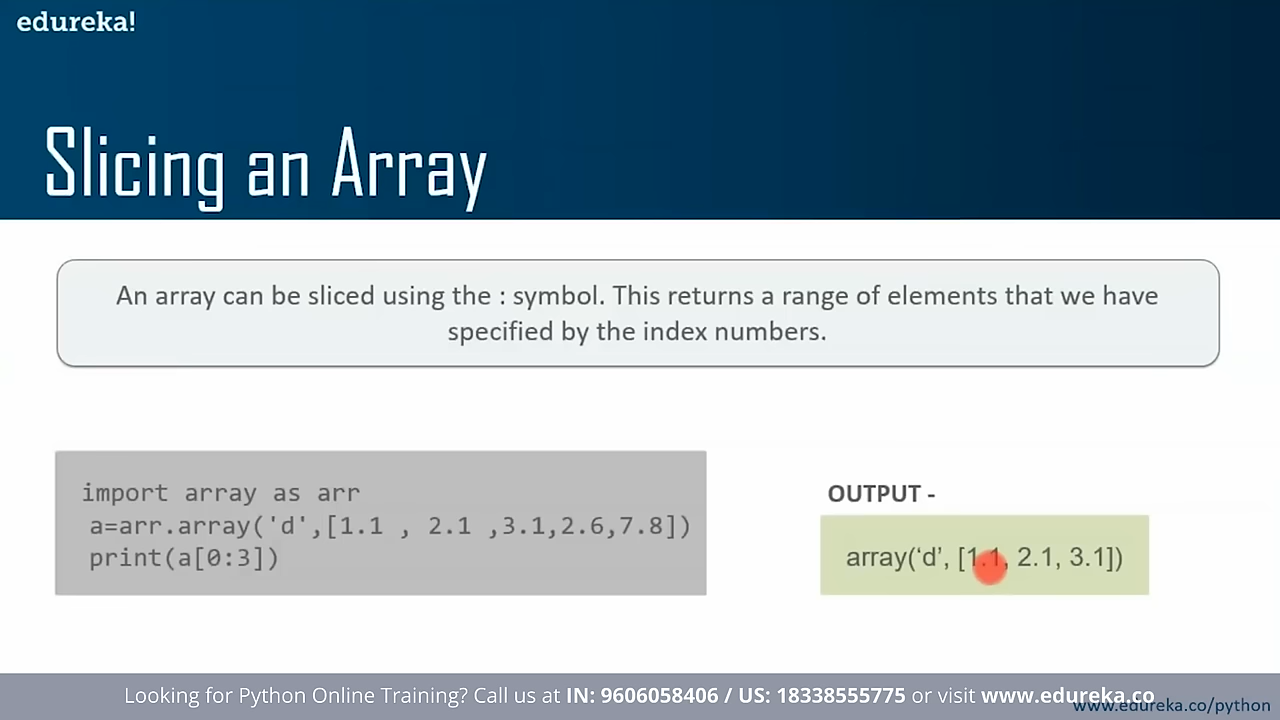 edureka!
Slicing an Array
An array can be sliced using the : symbol. This returns a range of elements that we have
specified by the index numbers.
import array as arr
a=arr.array('d',[1.1 , 2.1 ,3.1,2.6,7.8])
print(a[0:3])
OUTPUT -
array(‘d’, [1.1, 2.1, 3.1])
Looking for Python Online Training? Call us at IN: 9606058406 / US: 18338555775 or visit www.edureka.co
www.edureka.co/python